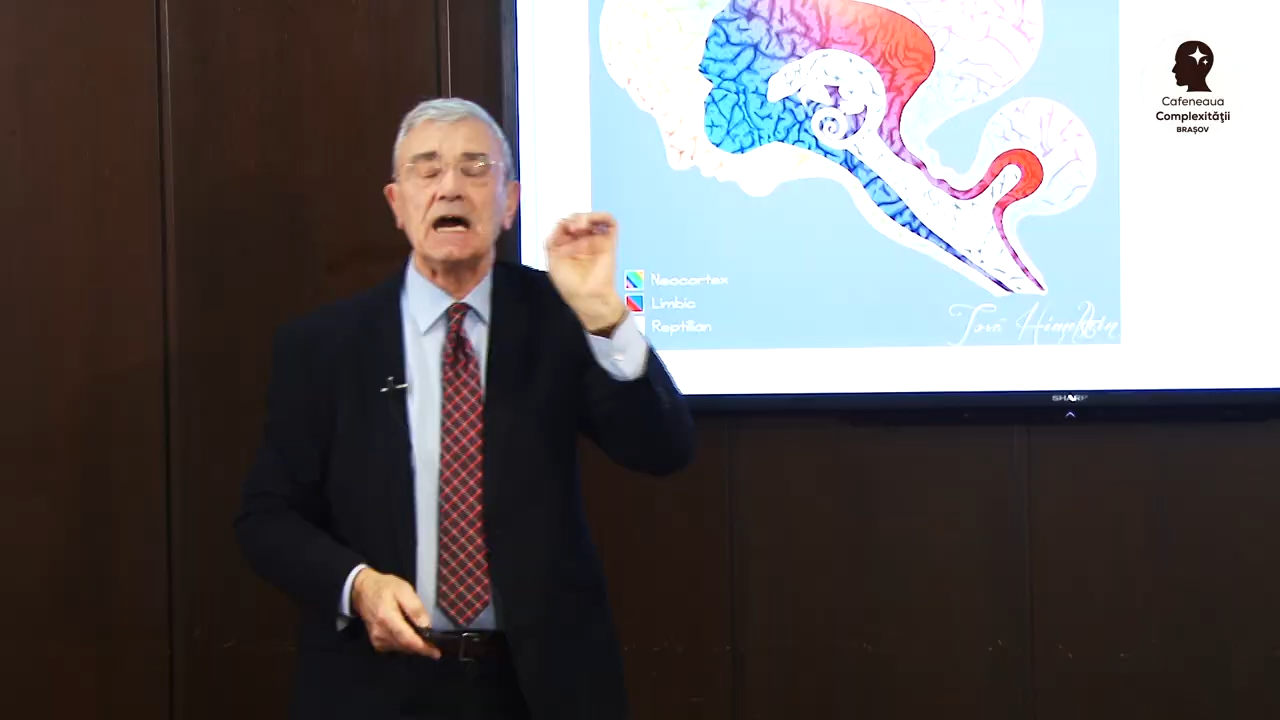 Cafeneaua
Complexității
BRAȘOV
Neocortex
Limbic
Reptilian
SHARP